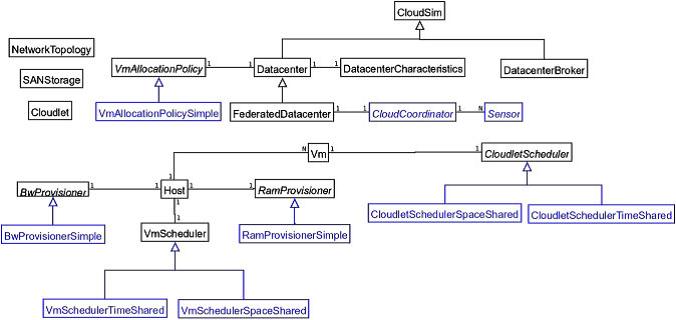 CloudSim
NetworkTopology
VmAllocationPolicy 1 1 Datacenter 1 1 DatacenterCharacteristics
DatacenterBroker
SANStorage
Cloudlet
VmAllocationPolicySimple
FederatedDatacenter 1 1 CloudCoordinator 1 N Sensor
N Vm 1 1 CloudletScheduler
1
BwProvisioner 1 1 Host 1 1 RamProvisioner
1
CloudletSchedulerSpaceShared
CloudletSchedulerTimeShared
1
BwProvisionerSimple
VmScheduler
RamProvisionerSimple
VmSchedulerTimeShared
VmSchedulerSpaceShared